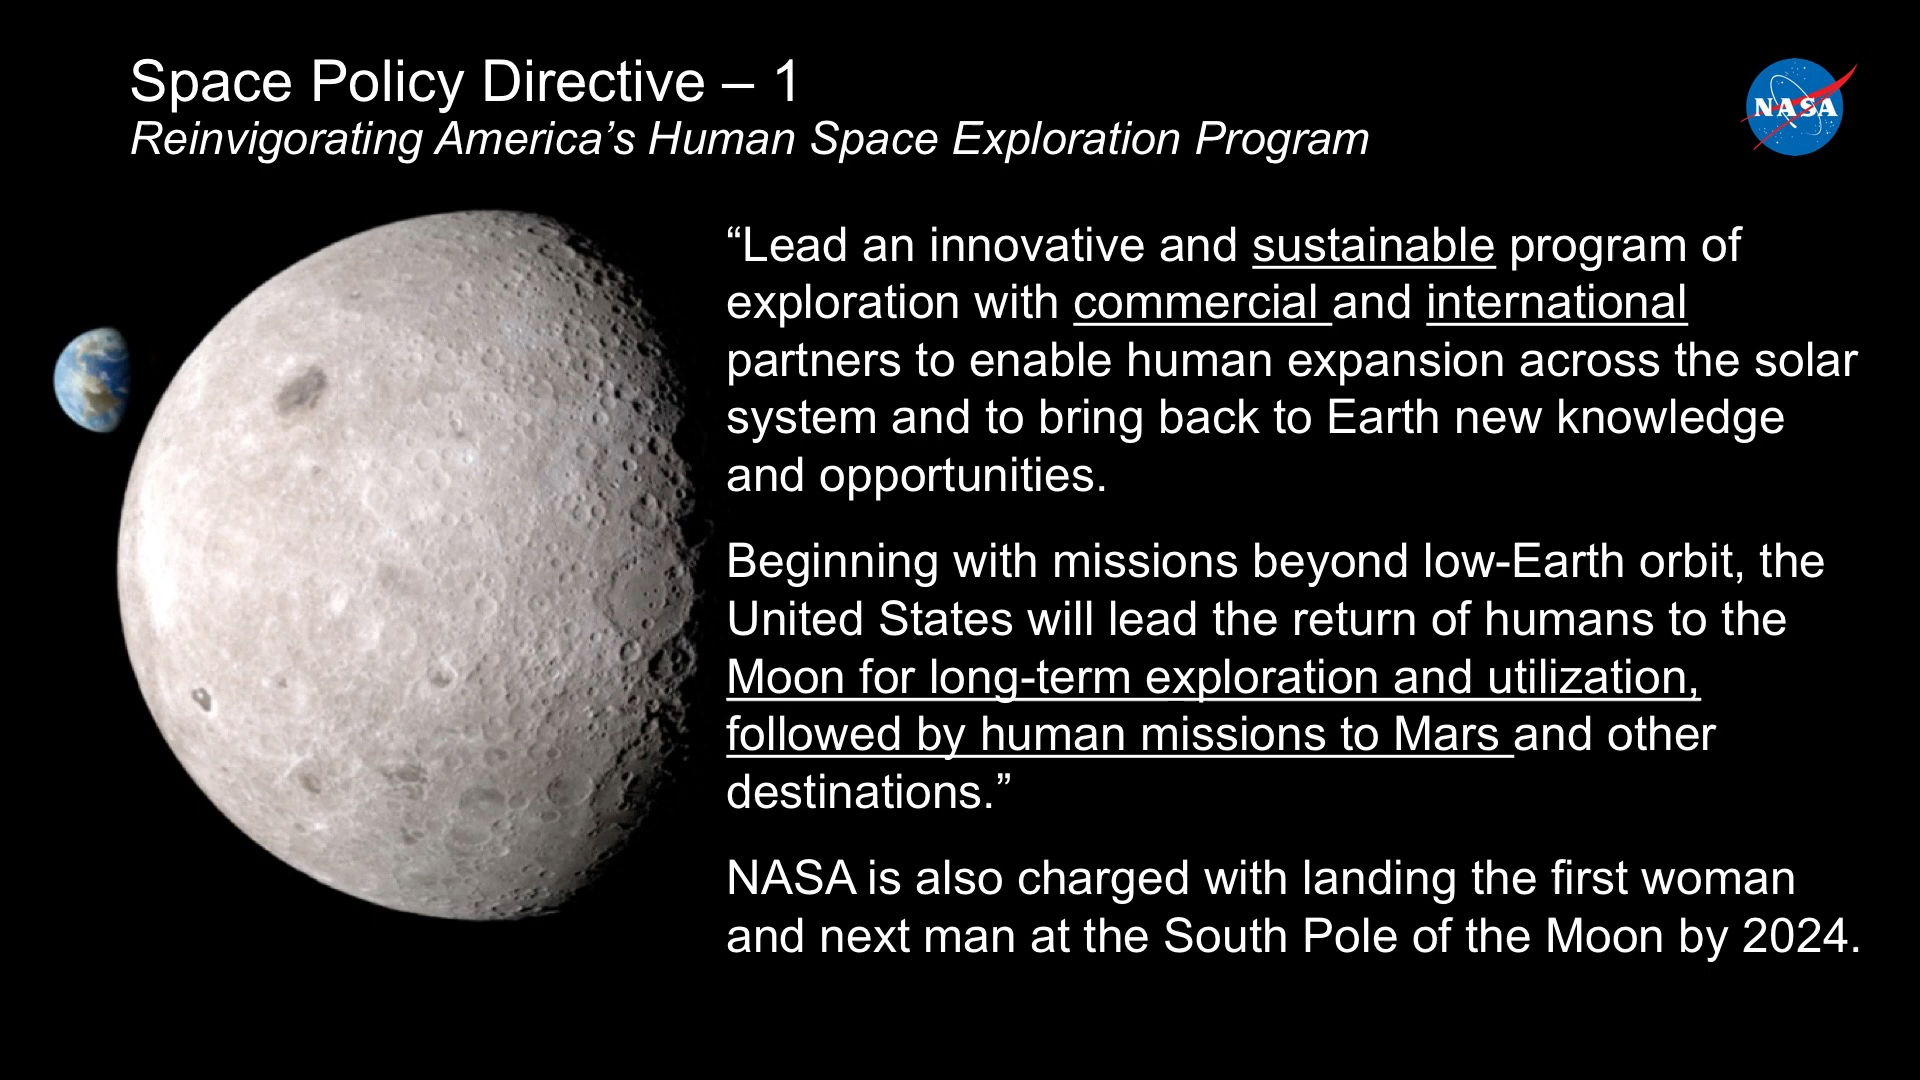 Space Policy Directive – 1
Reinvigorating America’s Human Space Exploration Program
NASA
“Lead an innovative and sustainable program of
exploration with commercial and international
partners to enable human expansion across the solar
system and to bring back to Earth new knowledge
and opportunities.
Beginning with missions beyond low-Earth orbit, the
United States will lead the return of humans to the
Moon for long-term exploration and utilization,
followed by human missions to Mars and other
destinations.”
NASA is also charged with landing the first woman
and next man at the South Pole of the Moon by 2024.